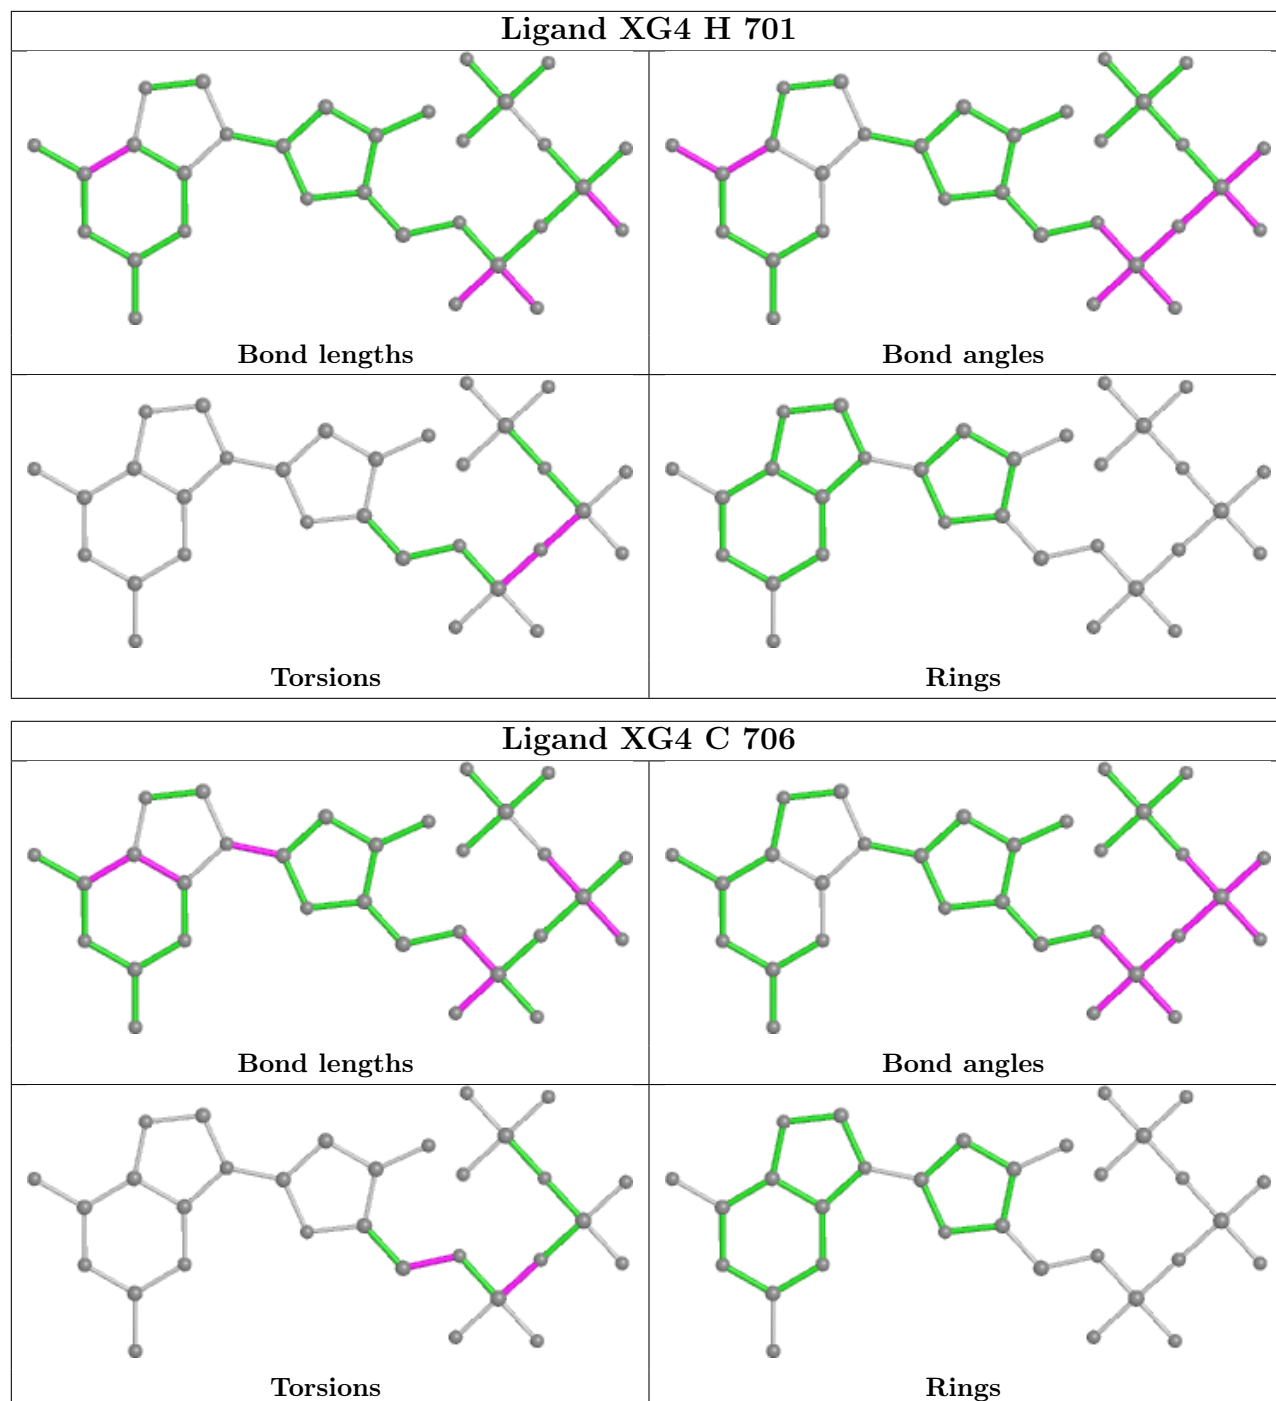 Ligand XG4 H 701
Bond lengths
Bond angles
Torsions
Rings
Ligand XG4 C 706
Bond lengths
Bond angles
Torsions
Rings